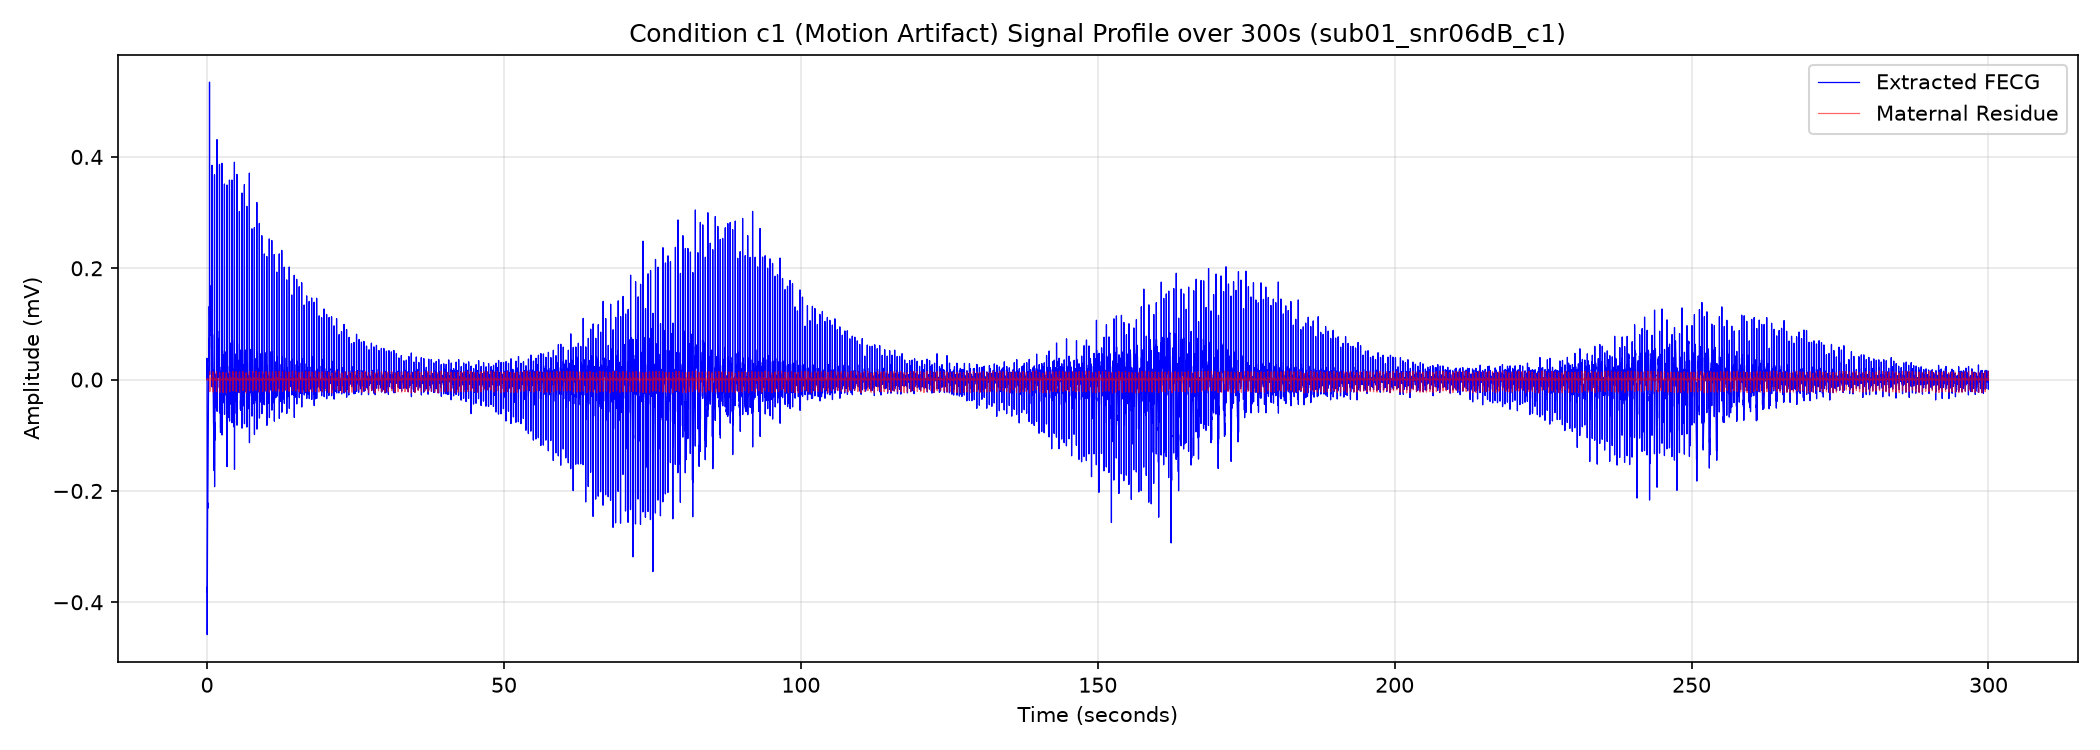 Condition c1 (Motion Artifact) Signal Profile over 300s (sub01_snr06dB_c1)
Extracted FECG
Maternal Residue
Amplitude (mV)
0.4
0.2
0.0
−0.2
−0.4
0 50 100 150 200 250 300
Time (seconds)